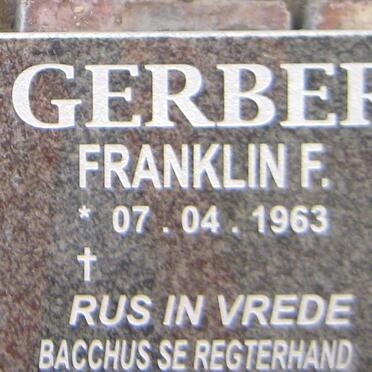 GERBER
FRANKLIN F.
* 07 . 04 . 1963
†
RUS IN VREDE
BACCHUS SE REGTERHAND